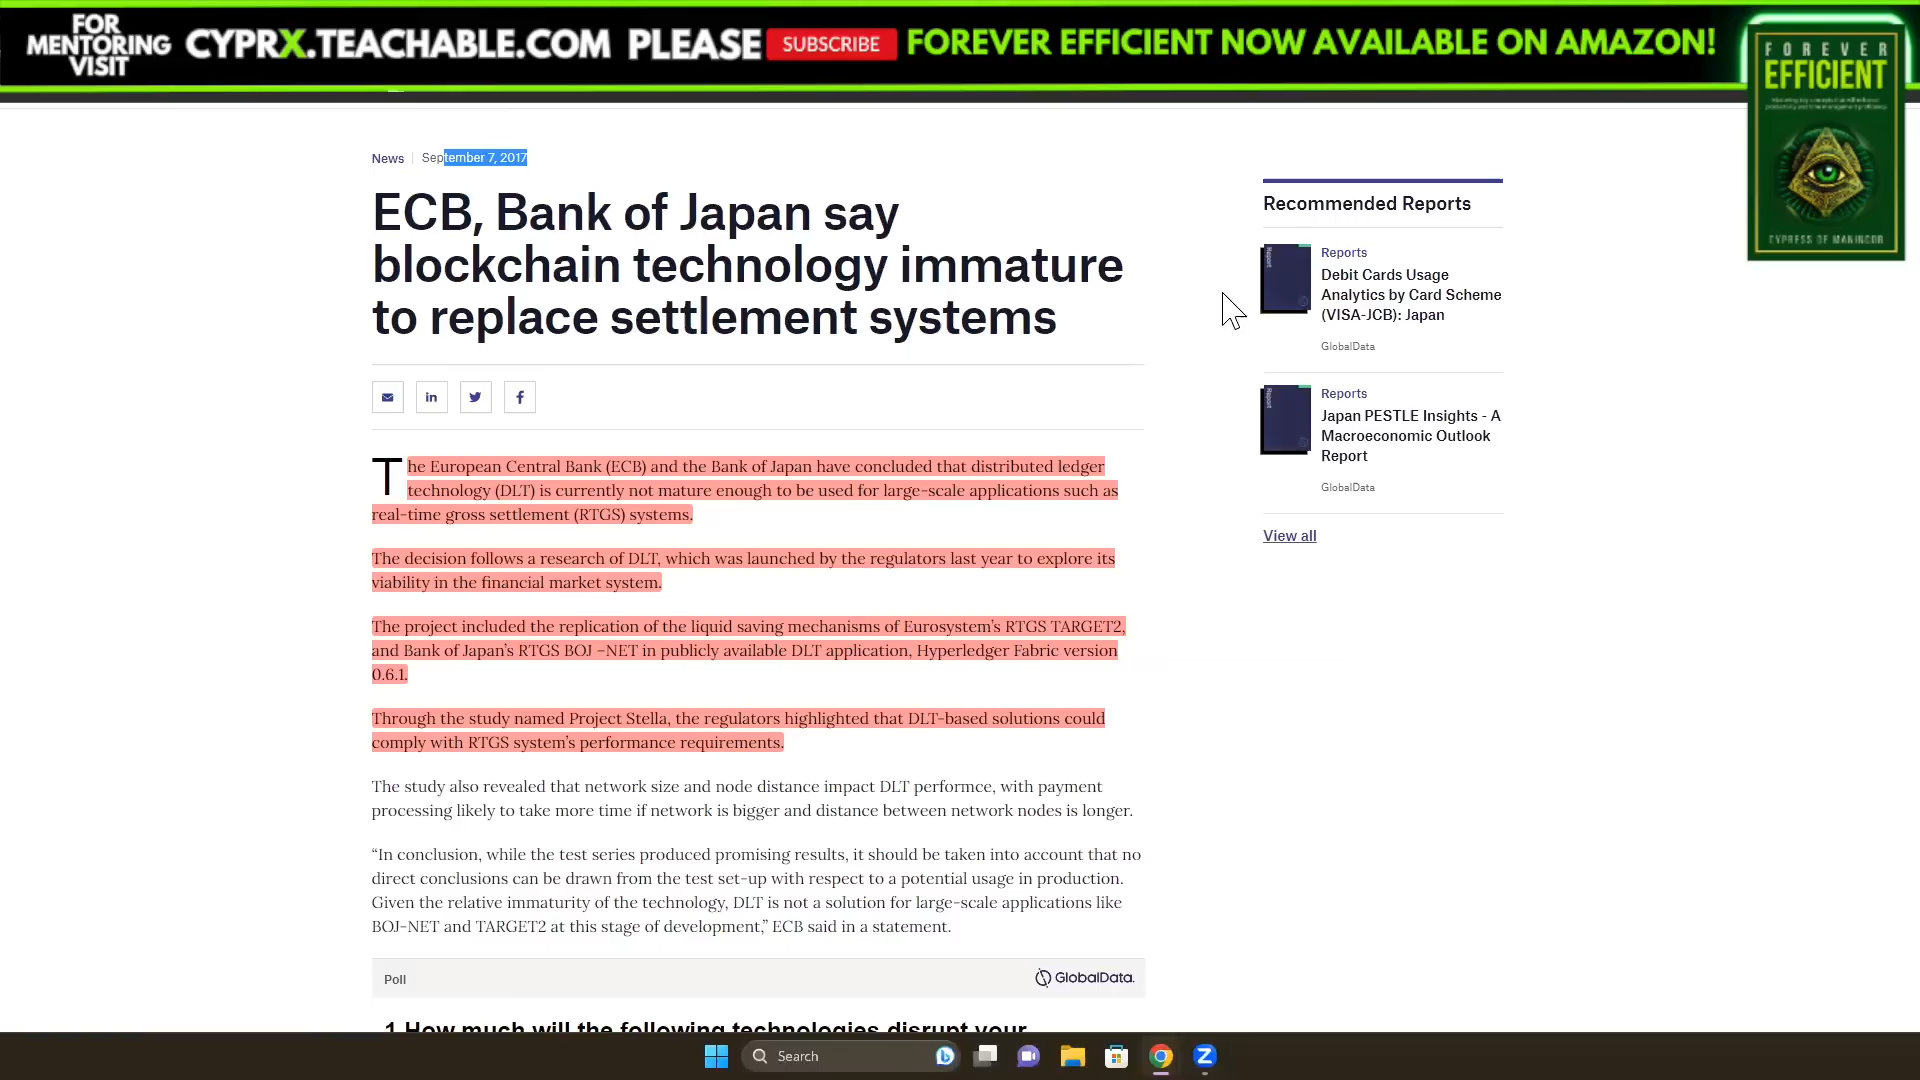 FOR
MENTORING
VISIT
CYPRX.TEACHABLE.COM PLEASE SUBSCRIBE FOREVER EFFICIENT NOW AVAILABLE ON AMAZON!
FOREVER
EFFICIENT
CYPRESS OF MANINCOR
News September 7, 2017
ECB, Bank of Japan say
blockchain technology immature
to replace settlement systems
The European Central Bank (ECB) and the Bank of Japan have concluded that distributed ledger
technology (DLT) is currently not mature enough to be used for large-scale applications such as
real-time gross settlement (RTGS) systems.
The decision follows a research of DLT, which was launched by the regulators last year to explore its
viability in the financial market system.
The project included the replication of the liquid saving mechanisms of Eurosystem’s RTGS TARGET2,
and Bank of Japan’s RTGS BOJ –NET in publicly available DLT application, Hyperledger Fabric version
0.6.1.
Through the study named Project Stella, the regulators highlighted that DLT-based solutions could
comply with RTGS system’s performance requirements.
The study also revealed that network size and node distance impact DLT performce, with payment
processing likely to take more time if network is bigger and distance between network nodes is longer.
“In conclusion, while the test series produced promising results, it should be taken into account that no
direct conclusions can be drawn from the test set-up with respect to a potential usage in production.
Given the relative immaturity of the technology, DLT is not a solution for large-scale applications like
BOJ-NET and TARGET2 at this stage of development,” ECB said in a statement.
Poll
GlobalData.
1 How much will the following technologies disrupt your
Recommended Reports
Report
Reports
Debit Cards Usage
Analytics by Card Scheme
(VISA-JCB): Japan
GlobalData
Report
Reports
Japan PESTLE Insights - A
Macroeconomic Outlook
Report
GlobalData
View all
Search